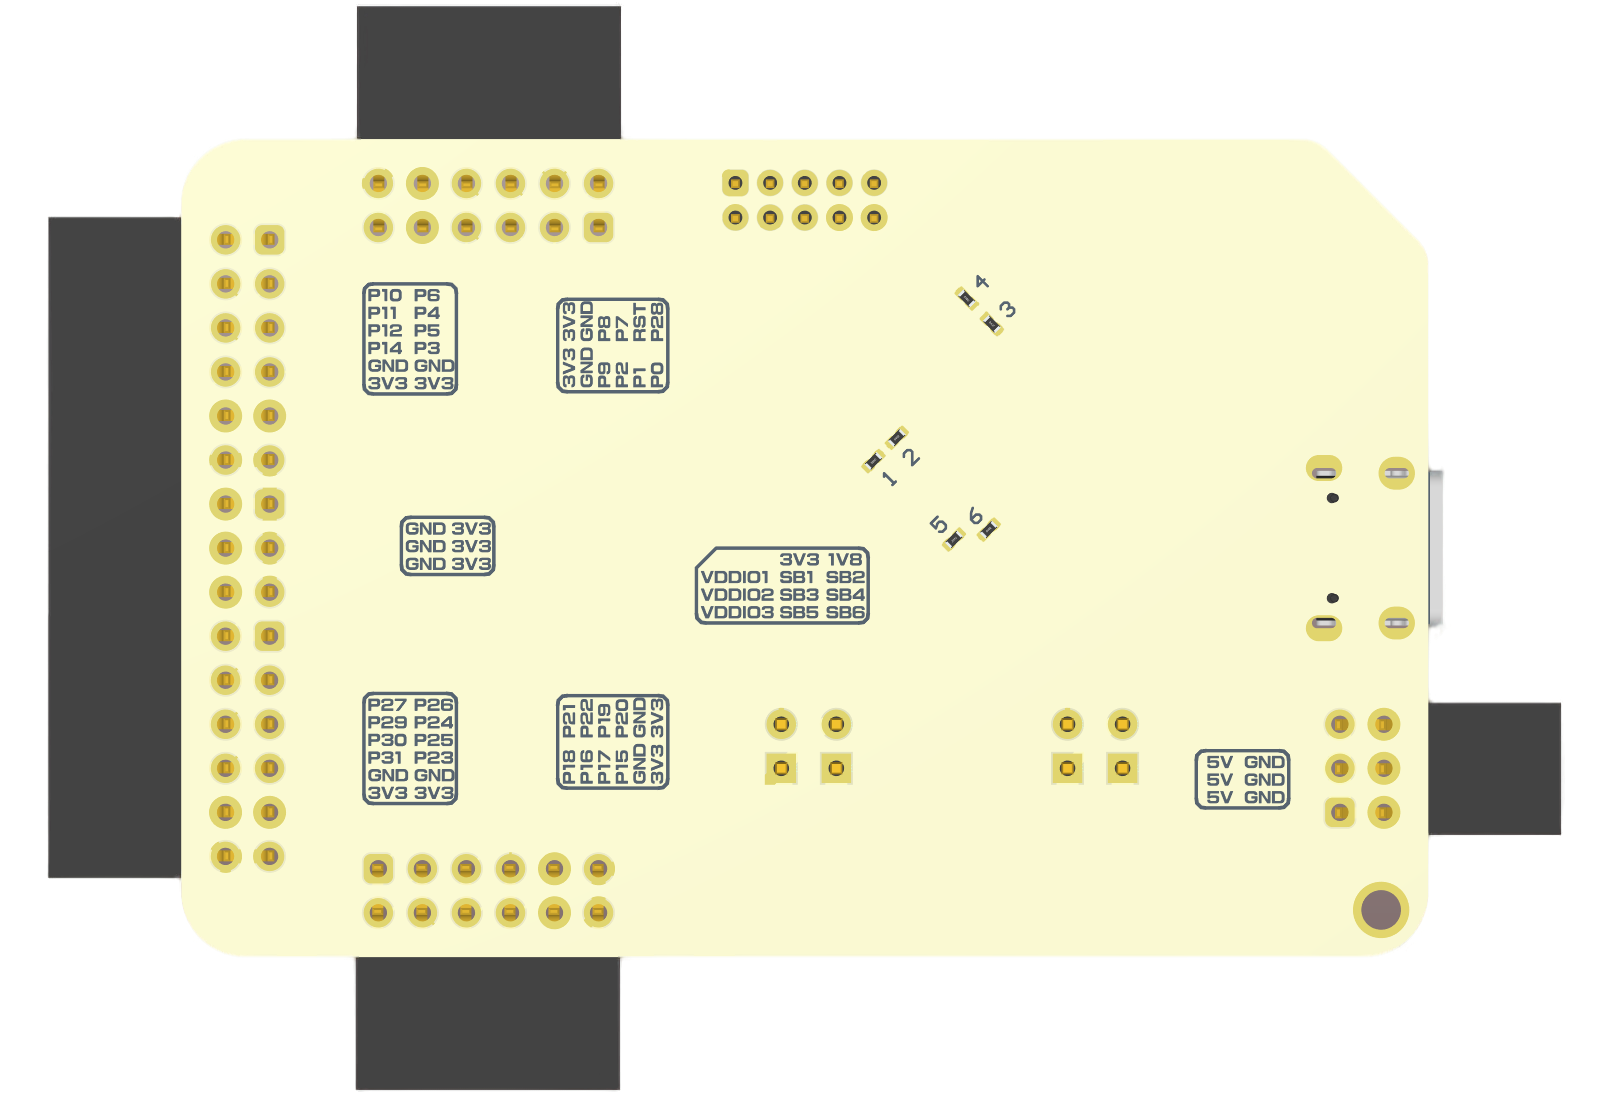 P10 P6
P11 P4
P12 P5
P14 P3
GND GND
3V3 3V3
3V3 GND P8 P7 RST P28
3V3 GND P9 P2 P1 P0
4
3
1
2
5
6
GND 3V3
GND 3V3
GND 3V3
3V3 1V8
VDDIO1 SB1 SB2
VDDIO2 SB3 SB4
VDDIO3 SB5 SB6
P27 P26
P29 P24
P30 P25
P31 P23
GND GND
3V3 3V3
P21 P22 P19 P20 GND 3V3
P18 P16 P17 P15 GND 3V3
5V GND
5V GND
5V GND